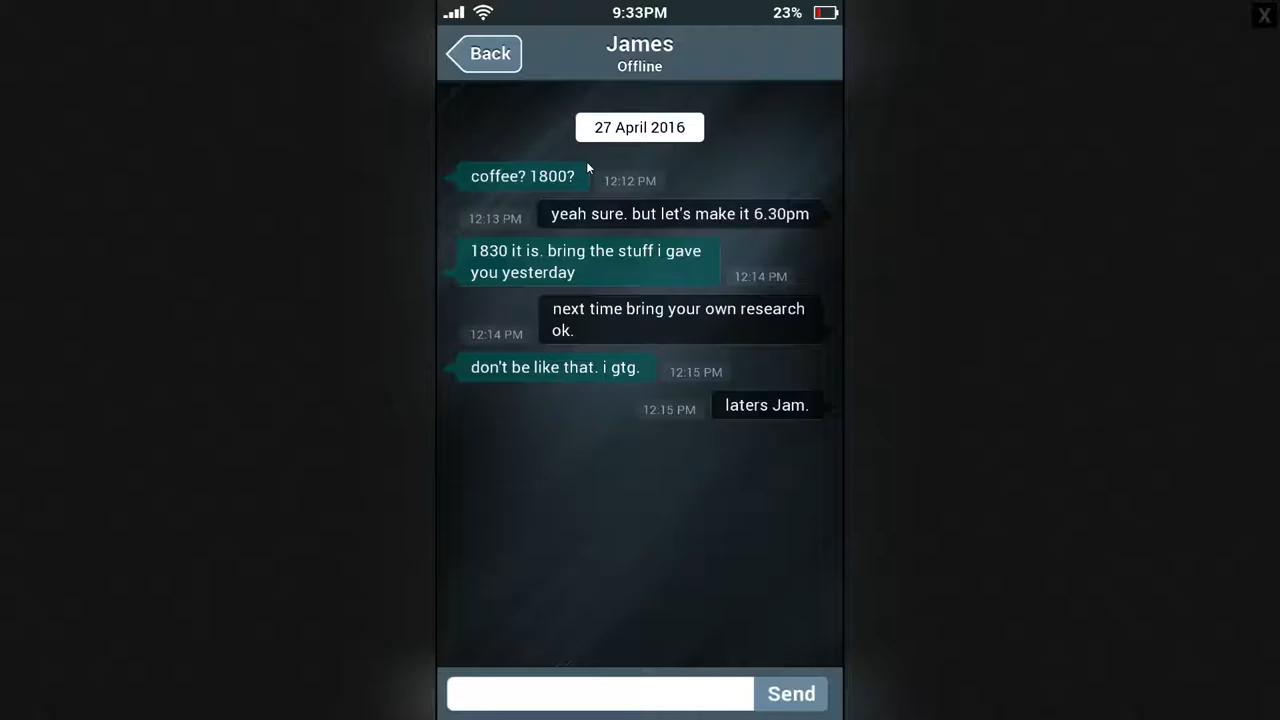 9:33PM
23%
X
Back
James
Offline
27 April 2016
coffee? 1800?
12:12 PM
yeah sure. but let's make it 6.30pm
12:13 PM
1830 it is. bring the stuff i gave
you yesterday
12:14 PM
next time bring your own research
ok.
12:14 PM
don't be like that. i gtg.
12:15 PM
laters Jam.
12:15 PM
Send